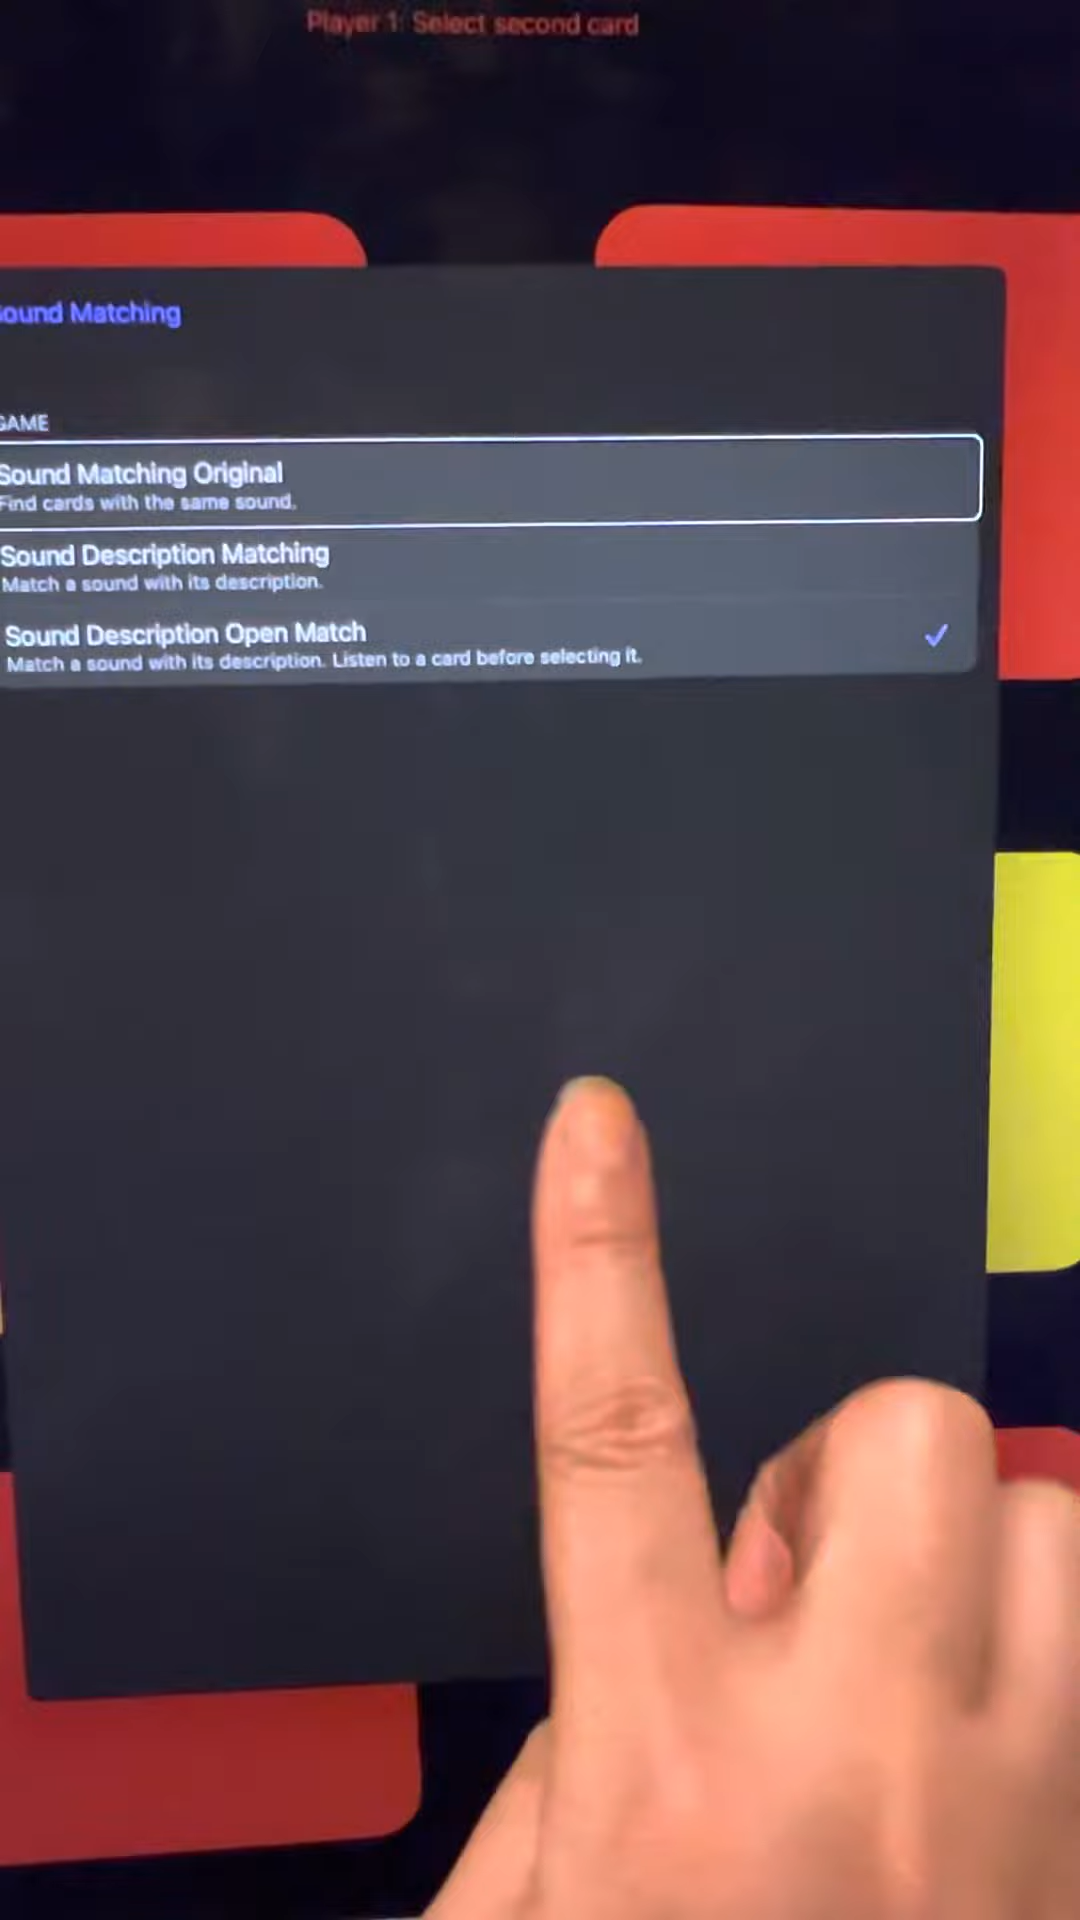 Player 1: Select second card
Sound Matching
GAME
Sound Matching Original
Find cards with the same sound.
Sound Description Matching
Match a sound with its description.
Sound Description Open Match
Match a sound with its description. Listen to a card before selecting it.